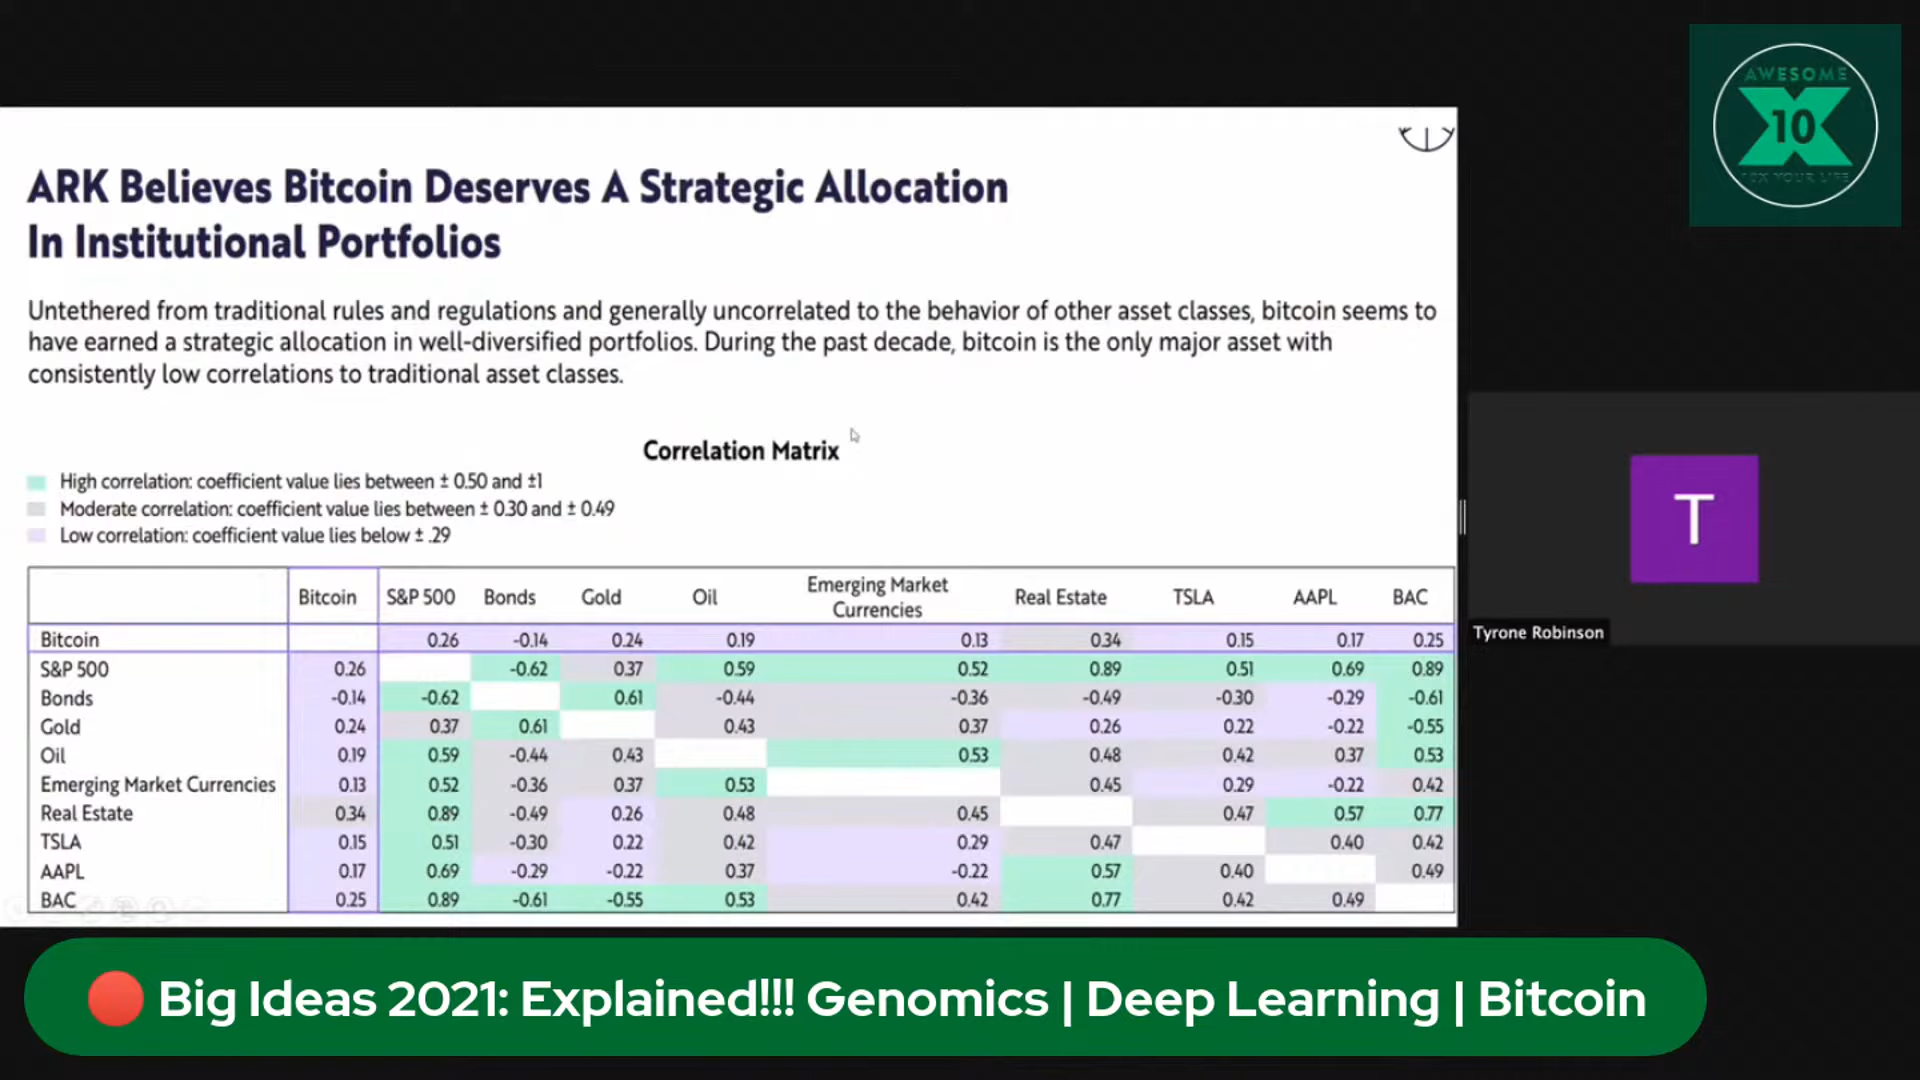 AWESOME
X
10
10X YOUR LIFE
ARK Believes Bitcoin Deserves A Strategic Allocation
In Institutional Portfolios
Untethered from traditional rules and regulations and generally uncorrelated to the behavior of other asset classes, bitcoin seems to
have earned a strategic allocation in well-diversified portfolios. During the past decade, bitcoin is the only major asset with
consistently low correlations to traditional asset classes.
Correlation Matrix
High correlation: coefficient value lies between ± 0.50 and ±1
Moderate correlation: coefficient value lies between ± 0.30 and ± 0.49
Low correlation: coefficient value lies below ± .29
Bitcoin S&P 500 Bonds Gold Oil Emerging Market Currencies Real Estate TSLA AAPL BAC
Bitcoin 0.26 -0.14 0.24 0.19 0.13 0.34 0.15 0.17 0.25
S&P 500 0.26 -0.62 0.37 0.59 0.52 0.89 0.51 0.69 0.89
Bonds -0.14 -0.62 0.61 -0.44 -0.36 -0.49 -0.30 -0.29 -0.61
Gold 0.24 0.37 0.61 0.43 0.37 0.26 0.22 -0.22 -0.55
Oil 0.19 0.59 -0.44 0.43 0.53 0.48 0.42 0.37 0.53
Emerging Market Currencies 0.13 0.52 -0.36 0.37 0.53 0.45 0.29 -0.22 0.42
Real Estate 0.34 0.89 -0.49 0.26 0.48 0.45 0.47 0.57 0.77
TSLA 0.15 0.51 -0.30 0.22 0.42 0.29 0.47 0.40 0.42
AAPL 0.17 0.69 -0.29 -0.22 0.37 -0.22 0.57 0.40 0.49
BAC 0.25 0.89 -0.61 -0.55 0.53 0.42 0.77 0.42 0.49
T
Tyrone Robinson
Big Ideas 2021: Explained!!! Genomics | Deep Learning | Bitcoin